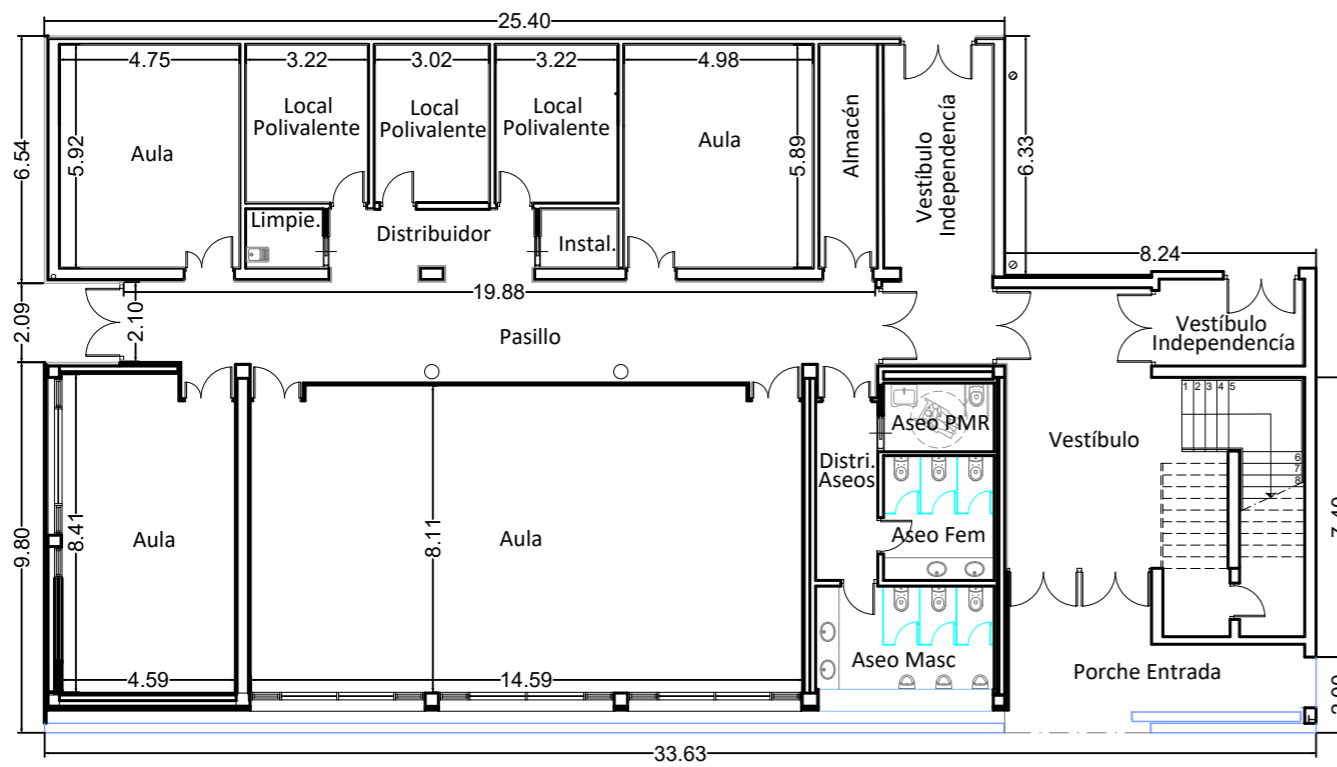 25.40
4.75
3.22
3.02
3.22
4.98
6.54
5.92
Aula
Local
Polivalente
Local
Polivalente
Local
Polivalente
Aula
5.89
Almacén
Vestíbulo
Independencía
6.33
Limpie.
Distribuidor
Instal.
8.24
19.88
2.09
2.10
Pasillo
Vestíbulo
Independencía
1 2 3 4 5
6
7
8
9.80
8.41
Aula
8.11
Aula
Distri.
Aseos
Aseo PMR
Aseo Fem
Vestíbulo
7.40
Aseo Masc
Porche Entrada
4.59
14.59
33.63